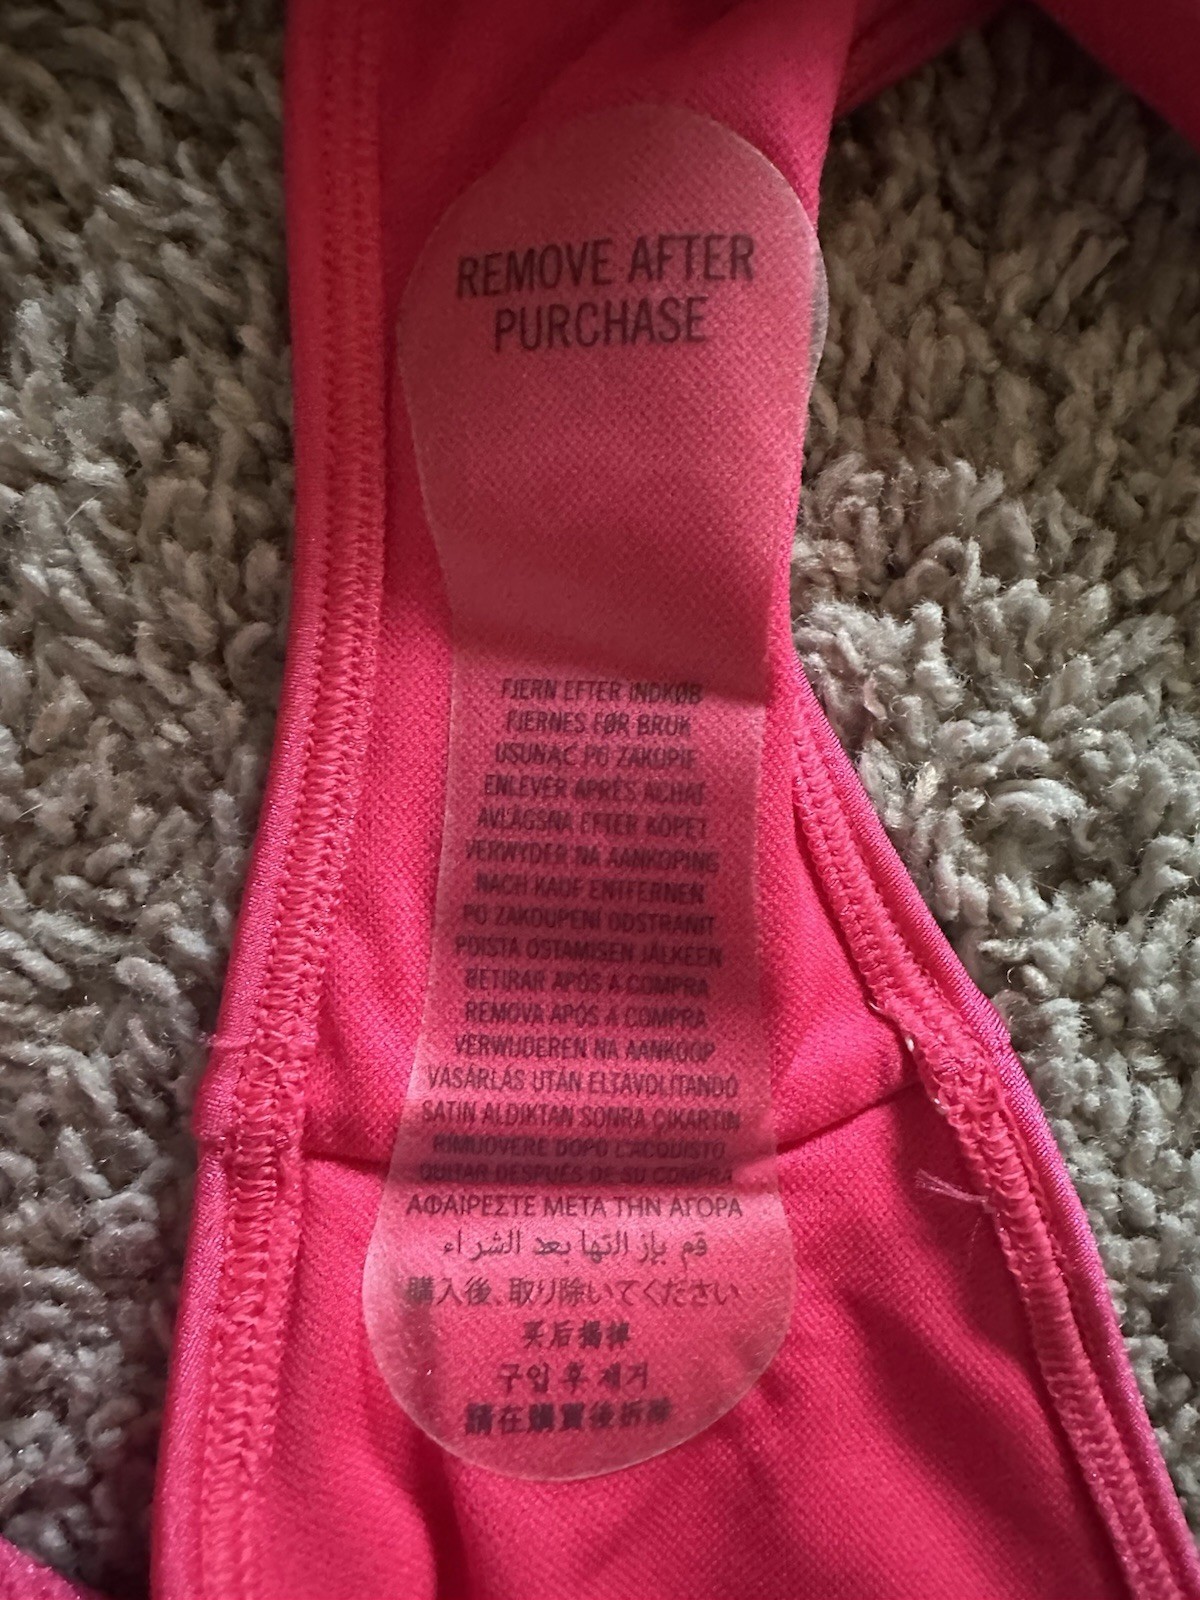 REMOVE AFTER
PURCHASE
FJERN EFTER INDKØB
FJERNES FØR BRUK
USUNĄC PO ZAKUPIE
ENLEVER APRÈS ACHAT
AVLÄGSNA EFTER KÖPET
VERWYDER NA AANKOPING
NACH KAUF ENTFERNEN
PO ZAKOUPENÍ ODSTRANIT
POISTA OSTAMISEN JÄLKEEN
RETIRAR APÓS A COMPRA
REMOVA APÓS A COMPRA
VERWIJDEREN NA AANKOOP
VÁSÁRLÁS UTÁN ELTÁVOLITANDÓ
SATIN ALDIKTAN SONRA ÇIKARTIN
RIMUOVERE DOPO L'ACQUISTO
QUITAR DESPUÉS DE SU COMPRA
ΑΦΑΙΡΕΣΤΕ ΜΕΤΑ ΤΗΝ ΑΓΟΡΑ
قم بإز التها بعد الشراء
購入後、取り除いてください
买后揭掉
구입 후 제거
請在購買後拆除